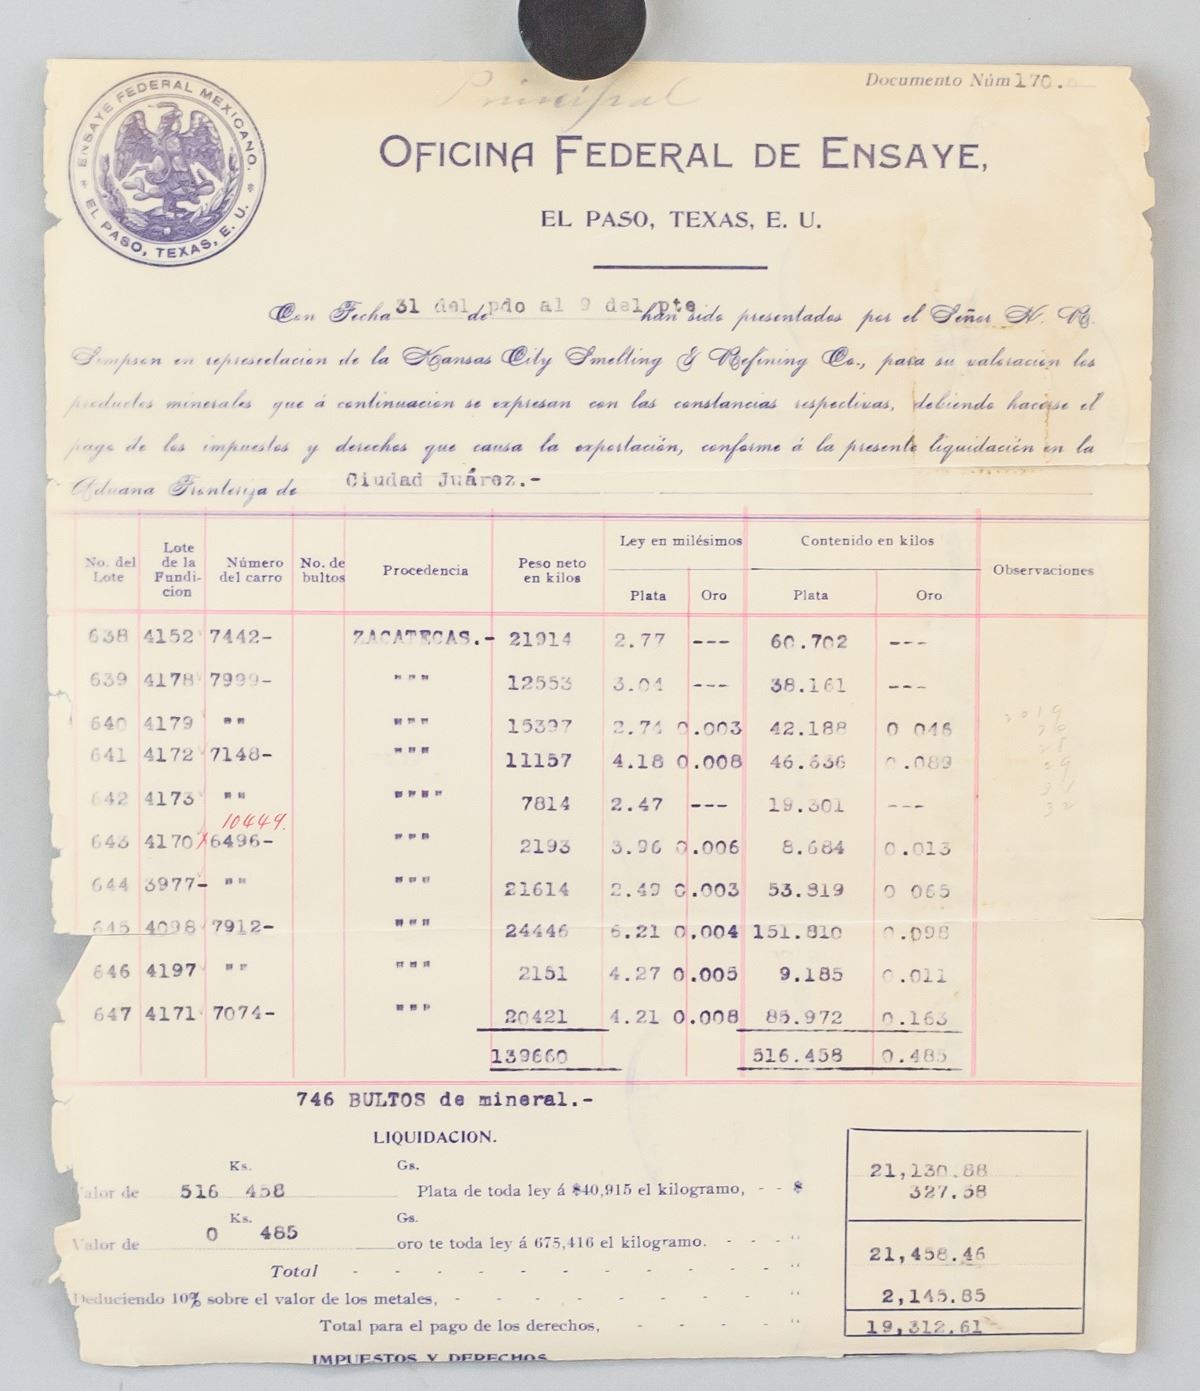 Principal
Documento Núm 170.
ENSAYE FEDERAL MEXICANO.
* EL PASO, TEXAS, E. U. *
OFICINA FEDERAL DE ENSAYE,
EL PASO, TEXAS, E. U.
Con Fecha 31 del de pdo al 9 del pte han sido presentados por el Señor H. B.
Simpson en represectacion de la Kansas City Smelting & Refining Co., para su valoración los
productos minerales que á continuacion se expresan con las constancias respectivas, debiendo hacerse el
pago de los impuestos y derechos que causa la exportación, conforme á la presente liquidación en la
Aduana Fronteriza de Ciudad Juárez.-
No. del Lote | Lote de la Fundicion | Número del carro | No. de bultos | Procedencia | Peso neto en kilos | Ley en milésimos Plata Oro | Contenido en kilos Plata Oro | Observaciones
638 4152 7442- ZACATECAS.- 21914 2.77 --- 60.702 ---
639 4178 7999- """ 12553 3.04 --- 38.161 ---
640 4179 "" """ 15397 2.74 0.003 42.188 0 046
641 4172 7148- """ 11157 4.18 0.008 46.636 0.089
642 4173 "" """" 7814 2.47 --- 19.301 ---
10449.
643 4170 6496- """ 2193 3.96 0.006 8.684 0.013
644 3977- "" """ 21614 2.49 0.003 53.819 0 065
645 4098 7912- """ 24446 6.21 0.004 151.810 0.098
646 4197 "" """ 2151 4.27 0.005 9.185 0.011
647 4171 7074- """ 20421 4.21 0.008 85.972 0.163
139660 516.458 0.485
746 BULTOS de mineral.-
LIQUIDACION.
Ks. Gs. 21,130.88
Valor de 516 458 Plata de toda ley á $40,915 el kilogramo, - - $ 327.58
Ks. Gs.
Valor de 0 485 oro te toda ley á 675,416 el kilogramo. - - - "
Total - - - - - - - - - - " 21,458.46
Deduciendo 10% sobre el valor de los metales, - - - - - - - - " 2,145.85
Total para el pago de los derechos, - - - " 19,312.61
IMPUESTOS Y DERECHOS